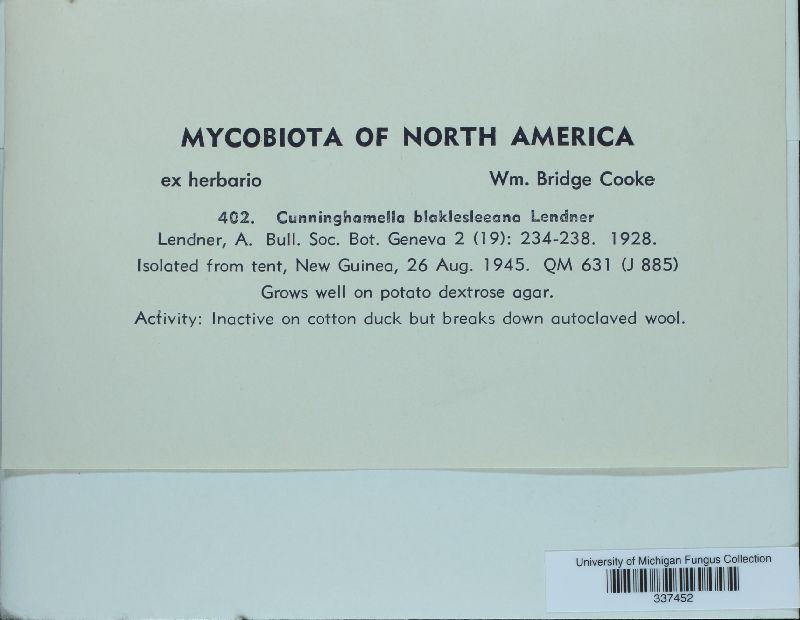 MYCOBIOTA OF NORTH AMERICA
ex herbario Wm. Bridge Cooke
402. Cunninghamella blaklesleeana Lendner
Lendner, A. Bull. Soc. Bot. Geneva 2 (19): 234-238. 1928.
Isolated from tent, New Guinea, 26 Aug. 1945. QM 631 (J 885)
Grows well on potato dextrose agar.
Activity: Inactive on cotton duck but breaks down autoclaved wool.
University of Michigan Fungus Collection
337452